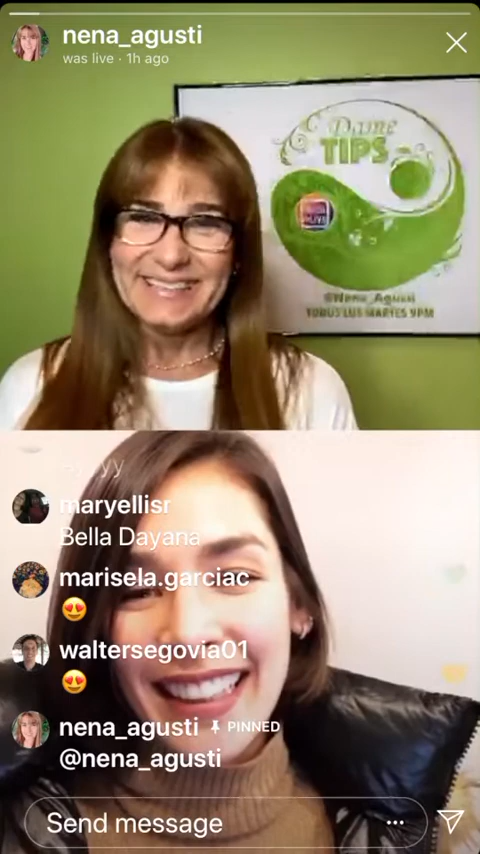 nena_agusti
was live · 1h ago
Dame
TIPS
LIVE
@Nena_Agusti
TODOS LOS MARTES 9PM
maryellisr
Bella Dayana
marisela.garciac
😍
waltersegovia01
😍
nena_agusti PINNED
@nena_agusti
Send message